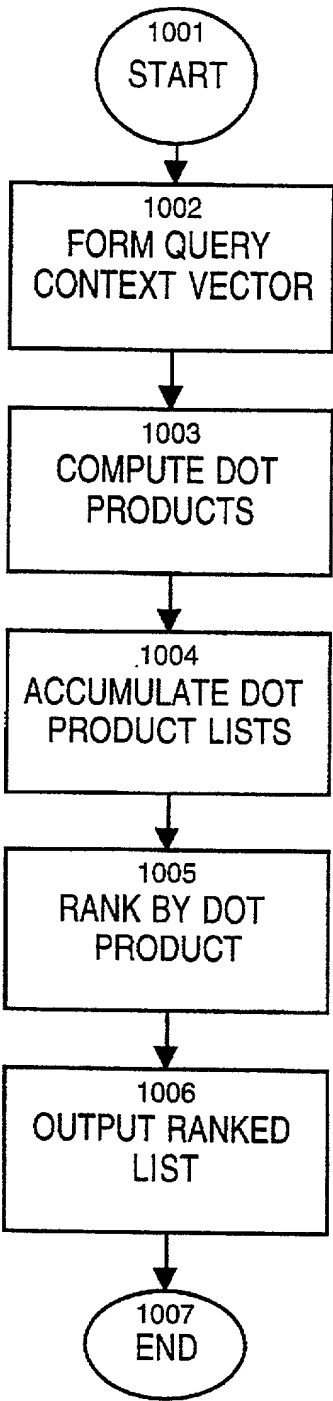 1001
START
1002
FORM QUERY
CONTEXT VECTOR
1003
COMPUTE DOT
PRODUCTS
1004
ACCUMULATE DOT
PRODUCT LISTS
1005
RANK BY DOT
PRODUCT
1006
OUTPUT RANKED
LIST
1007
END